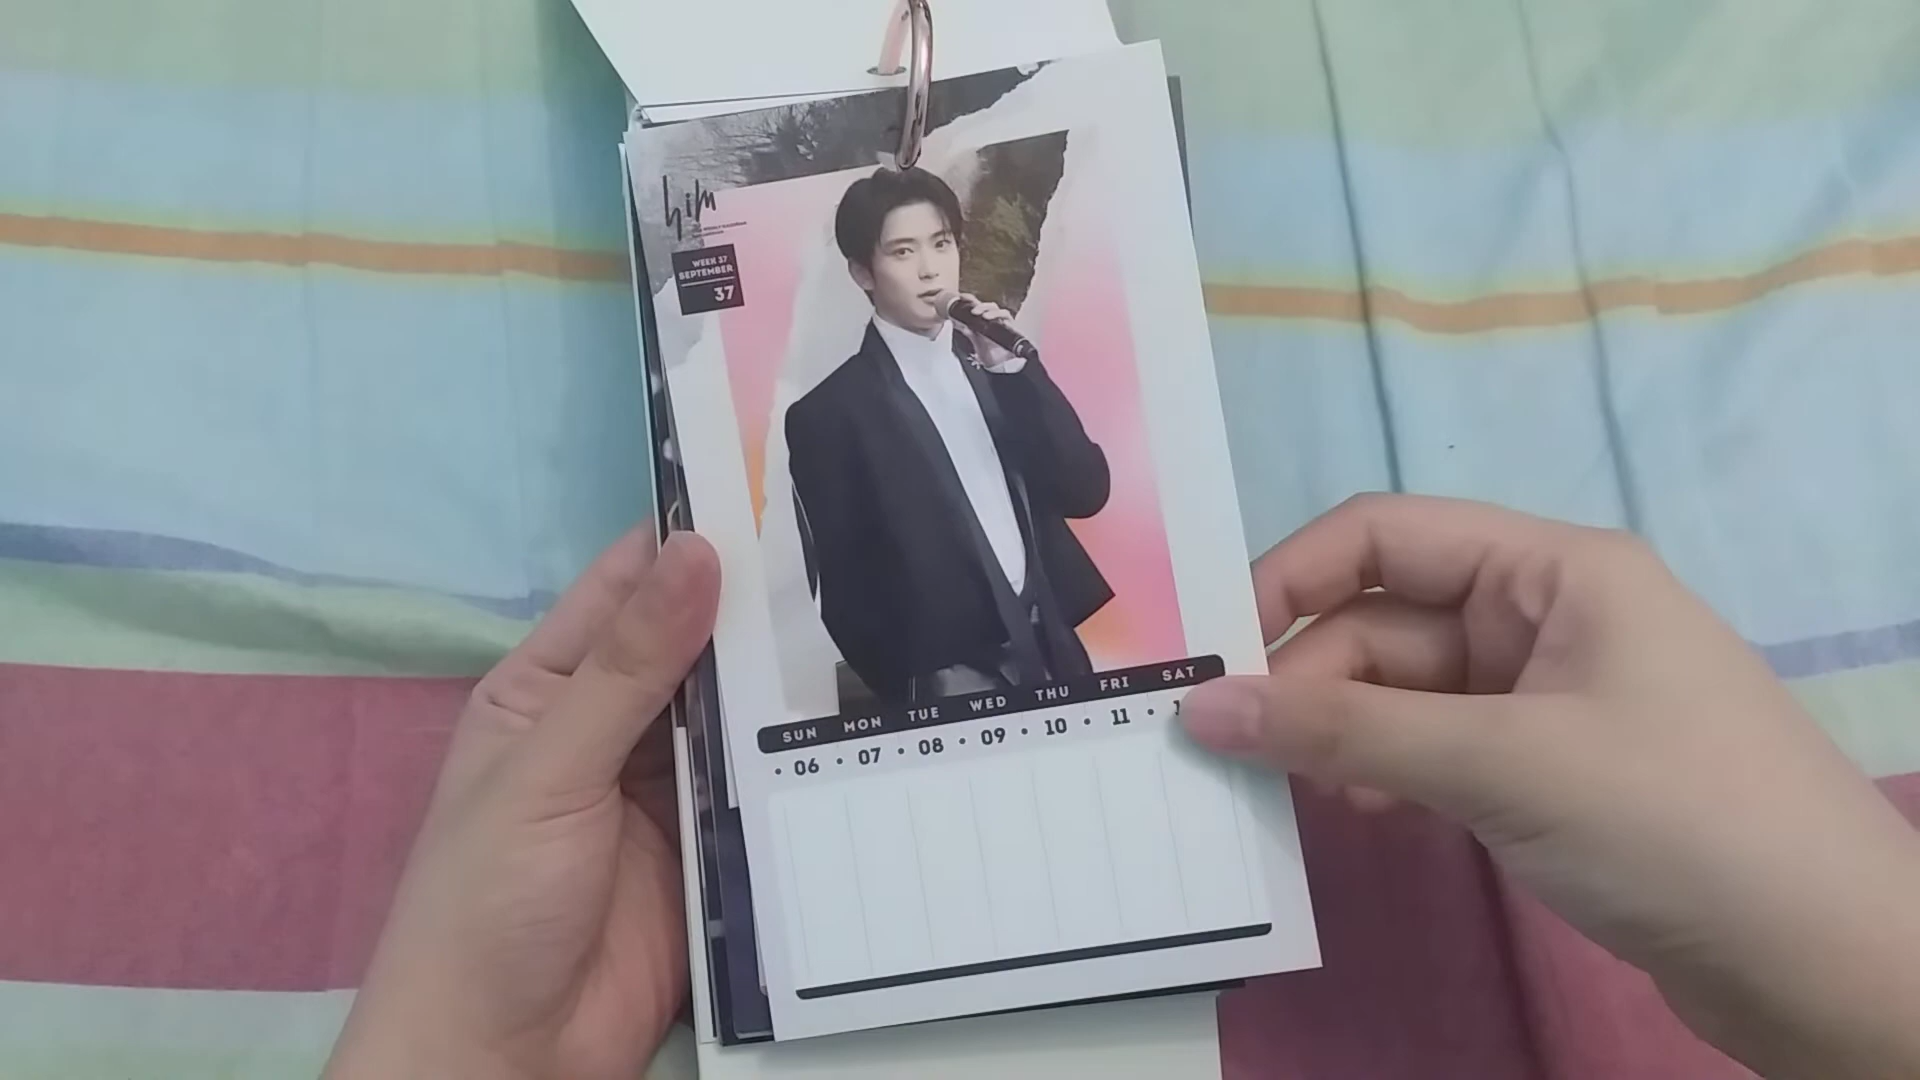 him
WEEK 37
SEPTEMBER
37
SUN MON TUE WED THU FRI SAT
• 06 • 07 • 08 • 09 • 10 • 11 •